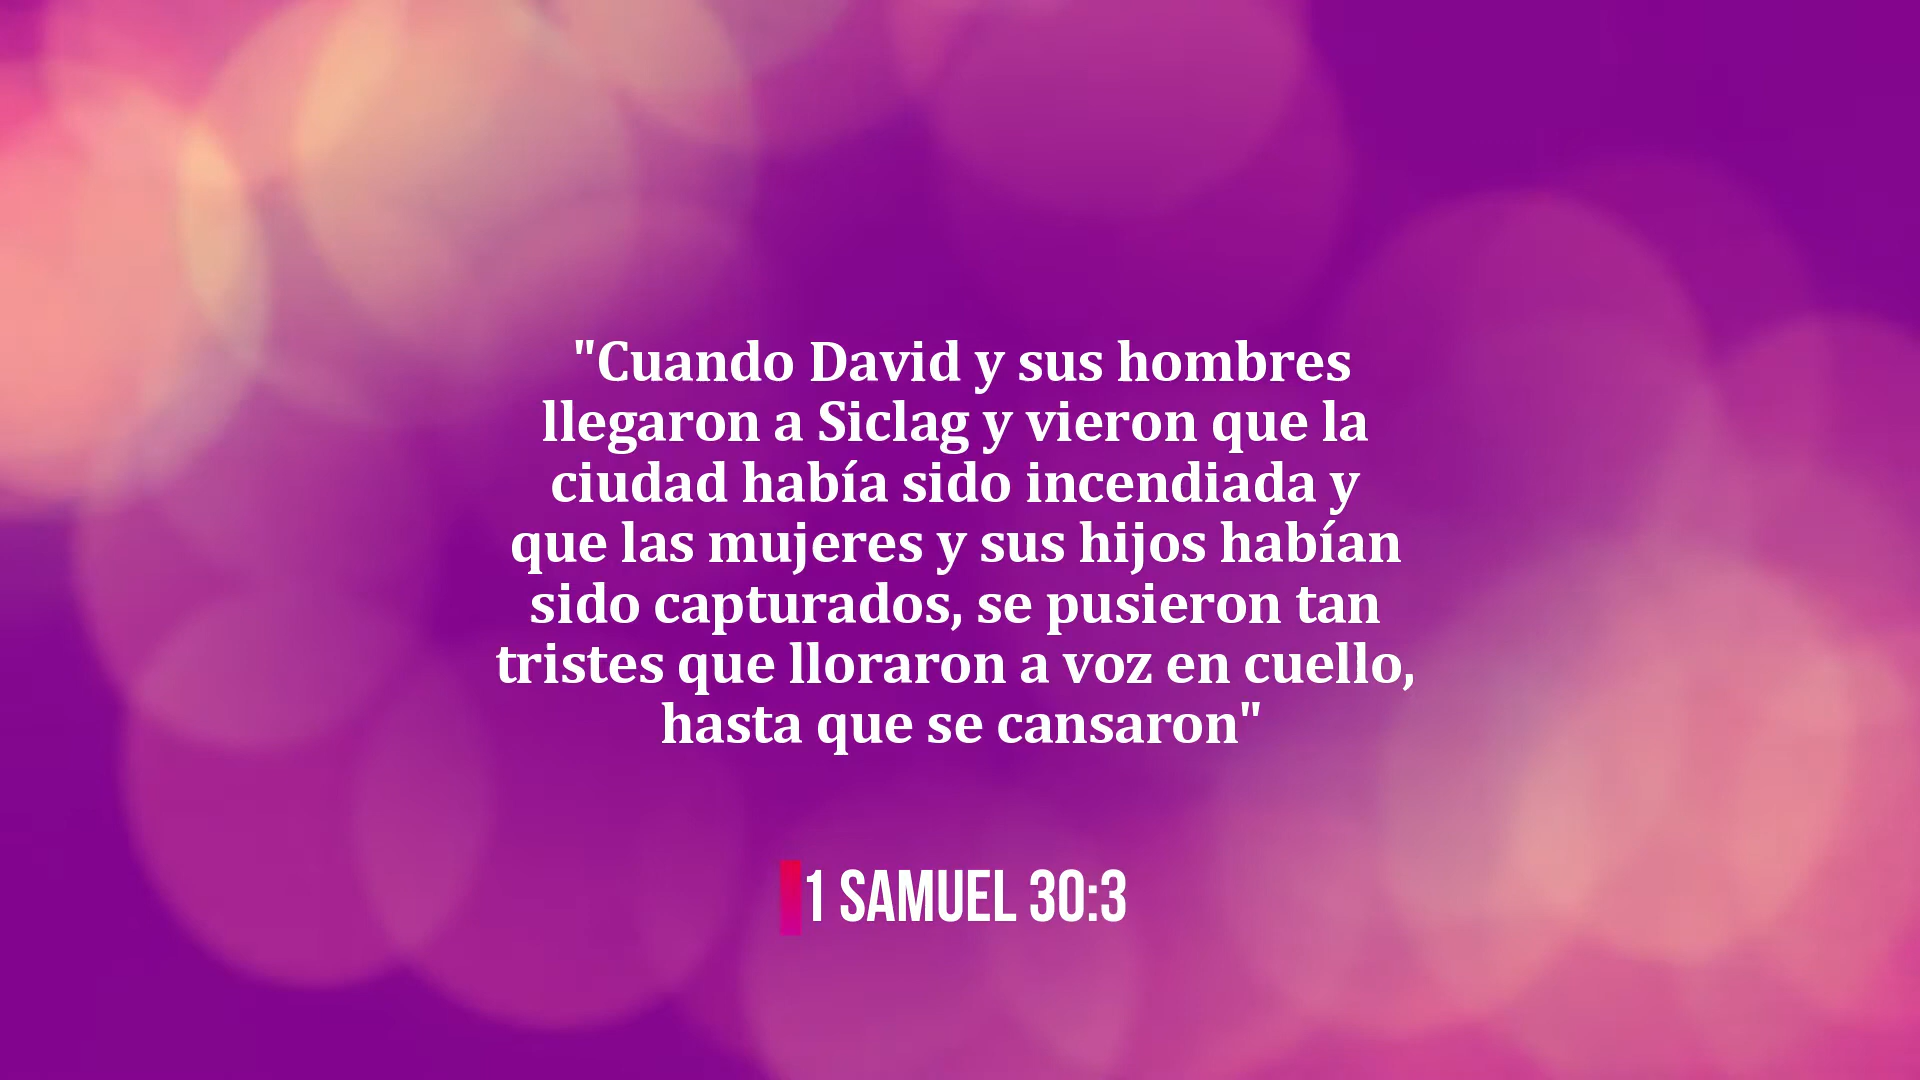 "Cuando David y sus hombres
llegaron a Siclag y vieron que la
ciudad había sido incendiada y
que las mujeres y sus hijos habían
sido capturados, se pusieron tan
tristes que lloraron a voz en cuello,
hasta que se cansaron"
1 SAMUEL 30:3